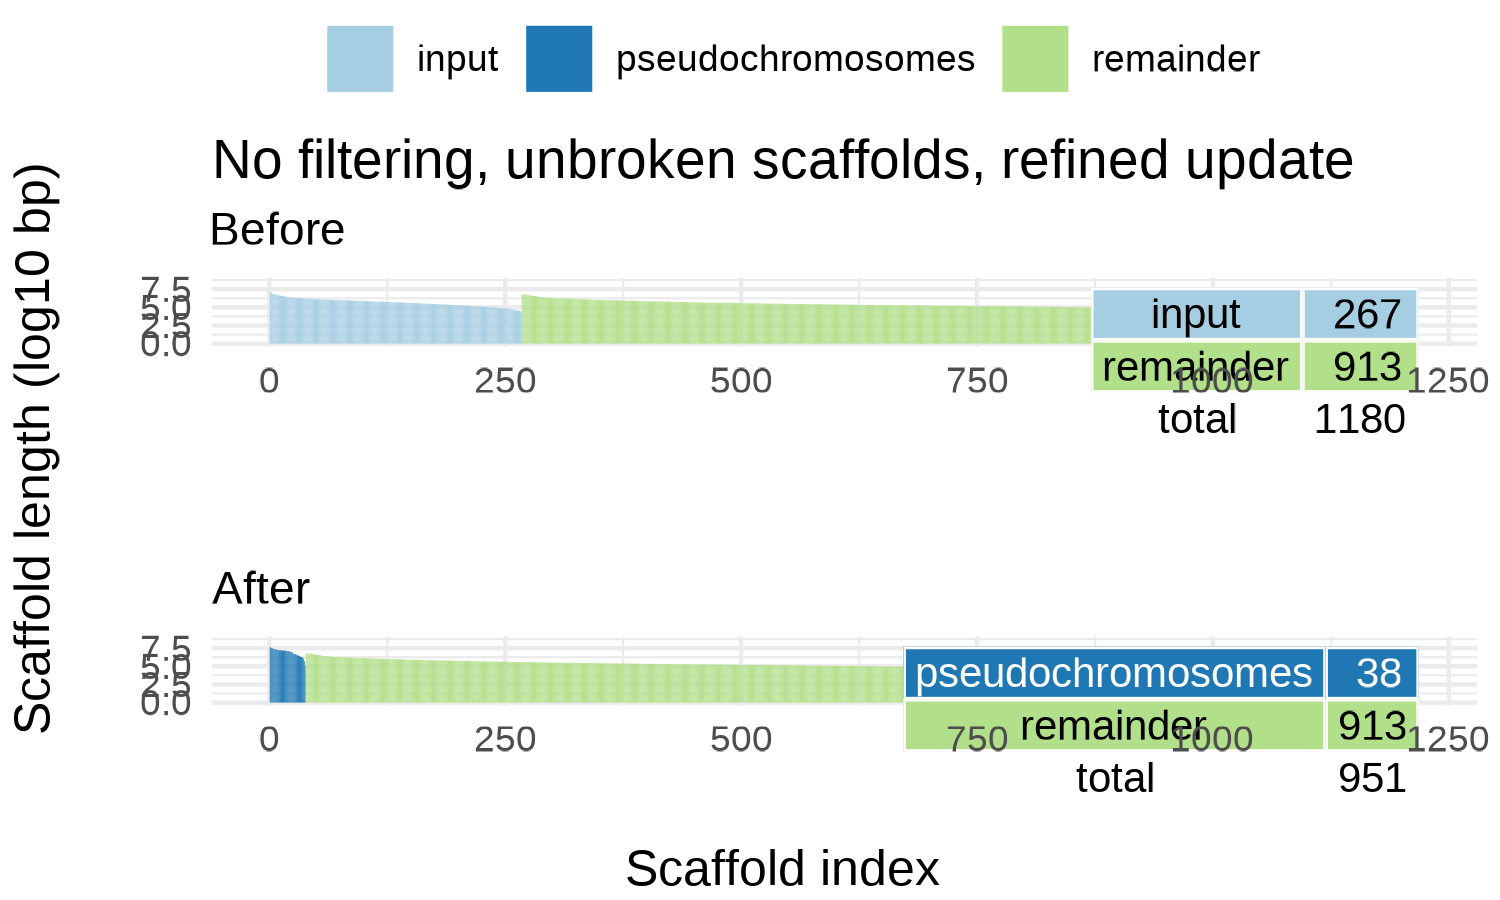 input pseudochromosomes remainder
No filtering, unbroken scaffolds, refined update
Scaffold length (log10 bp)
Before
7.5
5.0
2.5
0.0
input 267
remainder 913
0 250 500 750 1000 1250
total 1180
After
7.5
5.0
2.5
0.0
pseudochromosomes 38
remainder 913
0 250 500 750 1000 1250
total 951
Scaffold index